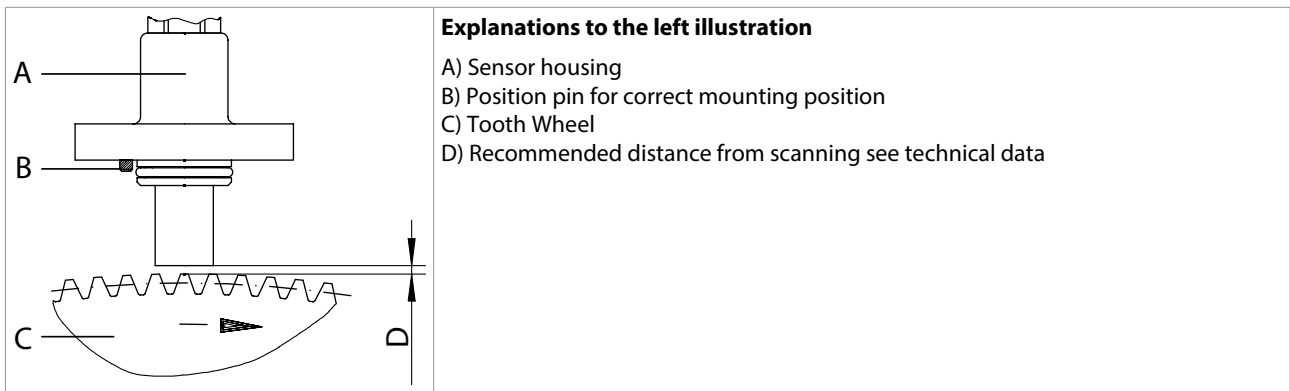 A
B
C
D
Explanations to the left illustration
A) Sensor housing
B) Position pin for correct mounting position
C) Tooth Wheel
D) Recommended distance from scanning see technical data